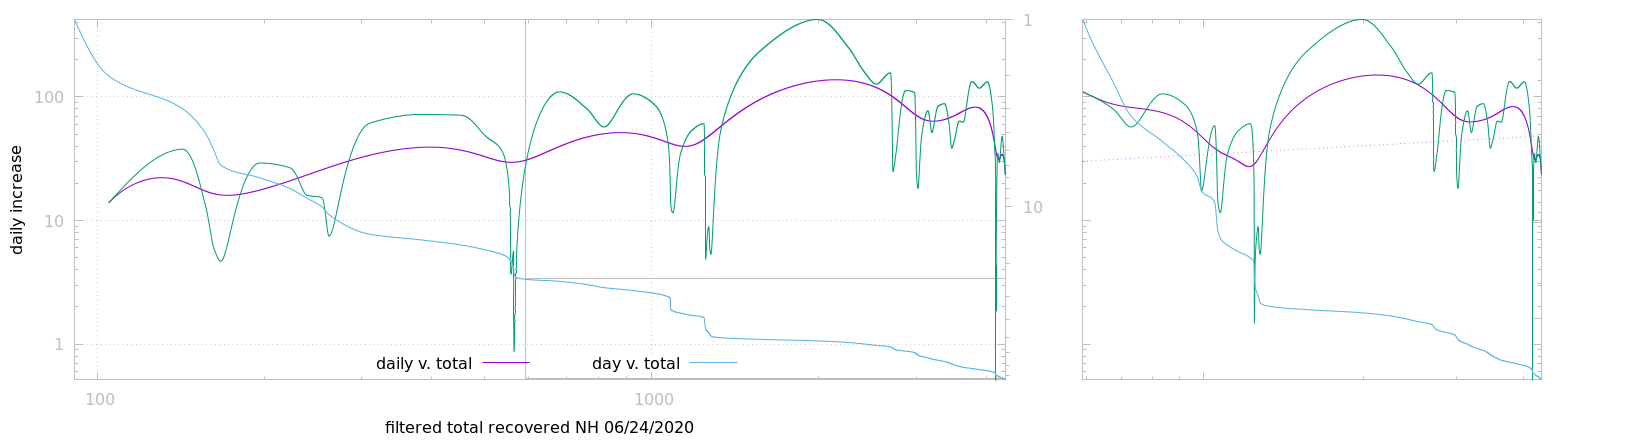 daily increase
100
10
1
1
10
daily v. total
day v. total
100
1000
filtered total recovered NH 06/24/2020